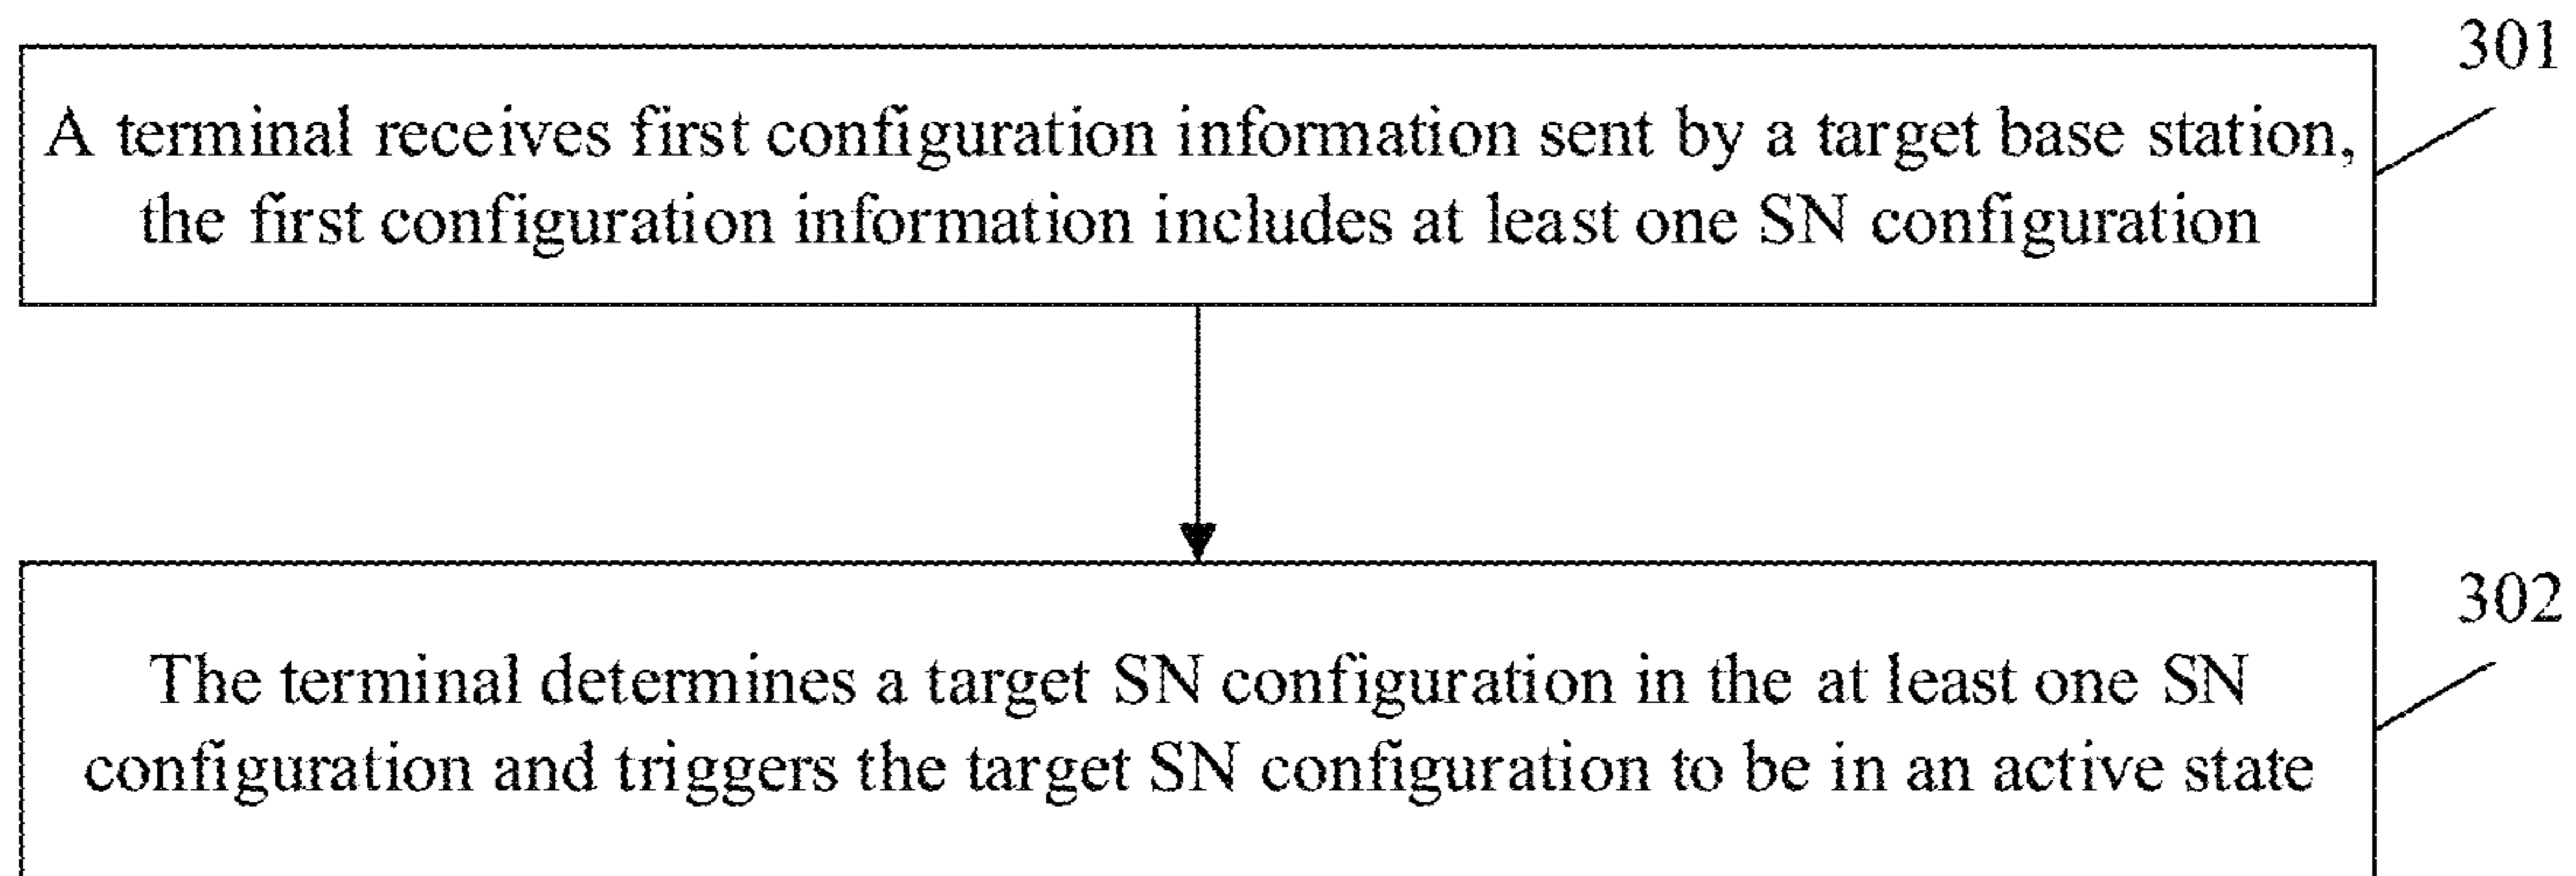 301
A terminal receives first configuration information sent by a target base station,
the first configuration information includes at least one SN configuration
302
The terminal determines a target SN configuration in the at least one SN
configuration and triggers the target SN configuration to be in an active state